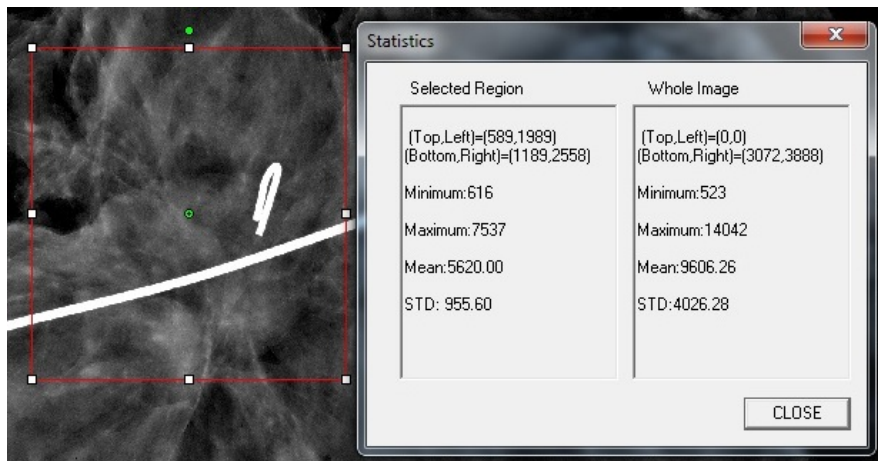 Statistics
Selected Region
(Top,Left)=(589,1989)
(Bottom,Right)=(1189,2558)
Minimum:616
Maximum:7537
Mean:5620.00
STD: 955.60
Whole Image
(Top,Left)=(0,0)
(Bottom,Right)=(3072,3888)
Minimum:523
Maximum:14042
Mean:9606.26
STD:4026.28
CLOSE